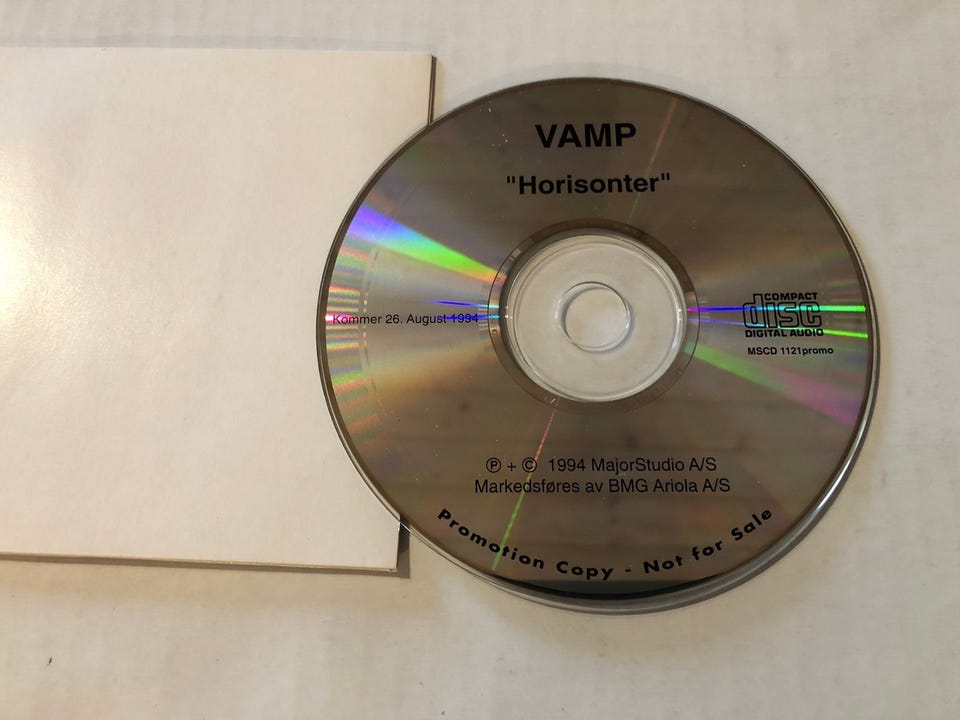 VAMP
"Horisonter"
Kommer 26. August 1994
COMPACT
disc
DIGITAL AUDIO
MSCD 1121promo
℗ + © 1994 MajorStudio A/S
Markedsføres av BMG Ariola A/S
Promotion Copy - Not for Sale